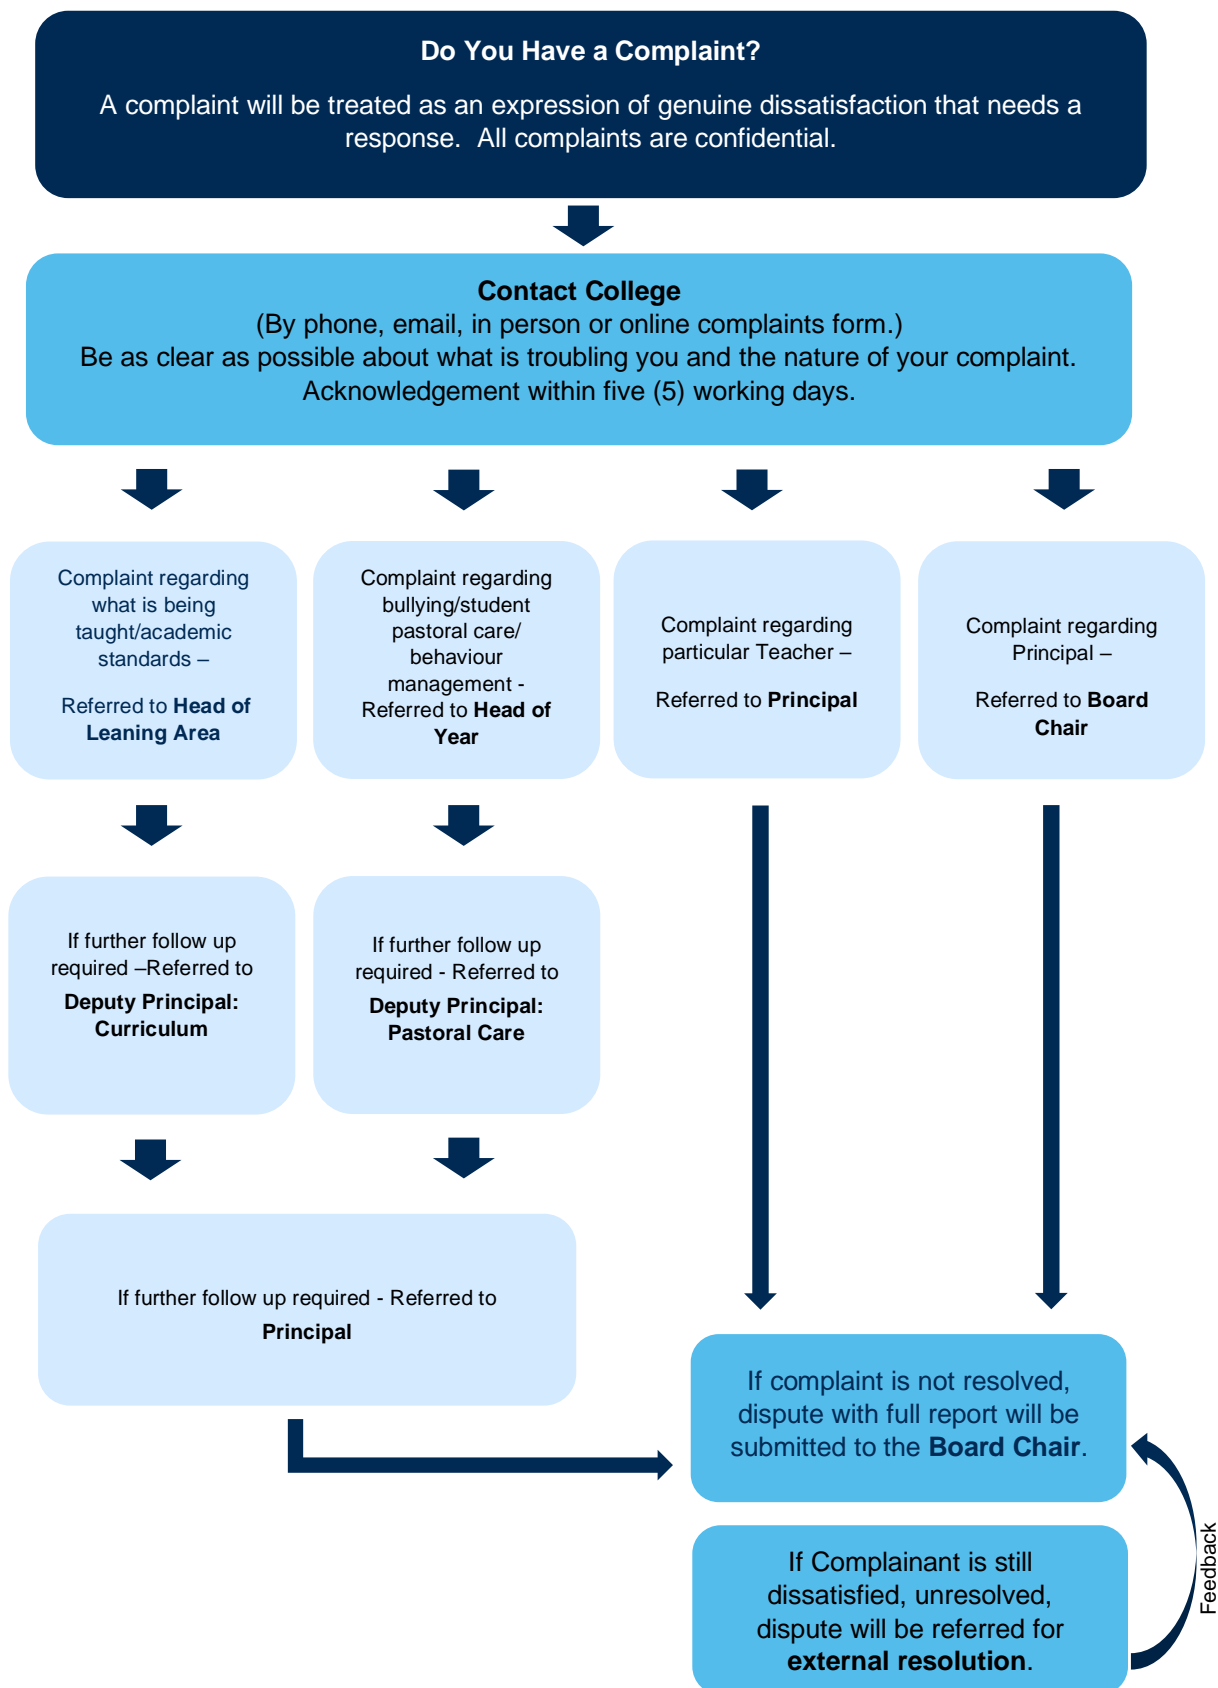 Do You Have a Complaint?
A complaint will be treated as an expression of genuine dissatisfaction that needs a
response.  All complaints are confidential.
Contact College
(By phone, email, in person or online complaints form.)
Be as clear as possible about what is troubling you and the nature of your complaint.
Acknowledgement within five (5) working days.
Complaint regarding
what is being
taught/academic
standards –
Referred to Head of
Leaning Area
Complaint regarding
bullying/student
pastoral care/
behaviour
management -
Referred to Head of
Year
Complaint regarding
particular Teacher –
Referred to Principal
Complaint regarding
Principal –
Referred to Board
Chair
If further follow up
required –Referred to
Deputy Principal:
Curriculum
If further follow up
required - Referred to
Deputy Principal:
Pastoral Care
If further follow up required - Referred to
Principal
If complaint is not resolved,
dispute with full report will be
submitted to the Board Chair.
If Complainant is still
dissatisfied, unresolved,
dispute will be referred for
external resolution.
Feedback